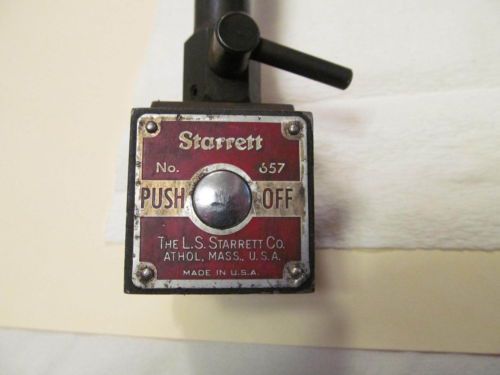 Starrett
No. 657
PUSH OFF
THE L.S. STARRETT CO.
ATHOL, MASS., U.S.A.
MADE IN U.S.A.